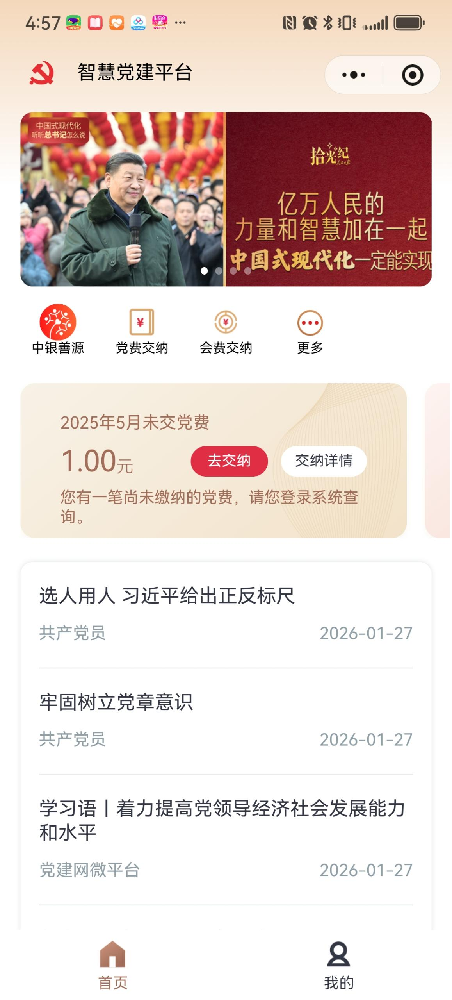 4:57
智慧党建平台
中国式现代化
听听总书记怎么说
拾光纪
人民日报
亿万人民的
力量和智慧加在一起
中国式现代化一定能实现
中银善源
党费交纳
会费交纳
更多
2025年5月未交党费
1.00元
去交纳
交纳详情
您有一笔尚未缴纳的党费，请您登录系统查
询。
选人用人 习近平给出正反标尺
共产党员
2026-01-27
牢固树立党章意识
共产党员
2026-01-27
学习语丨着力提高党领导经济社会发展能力
和水平
党建网微平台
2026-01-27
首页
我的